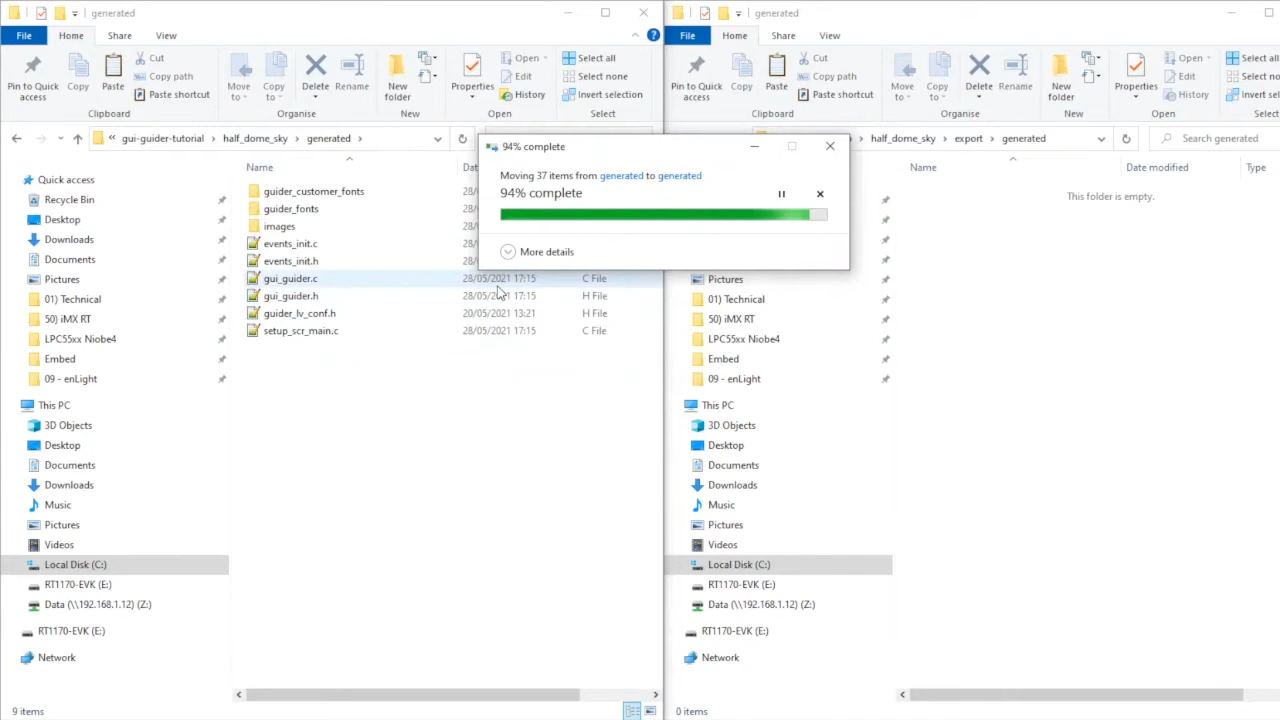 generated
File Home Share View
Pin to Quick access
Copy
Paste
Cut
Copy path
Paste shortcut
Clipboard
Move to
Copy to
Delete
Rename
Organise
New folder
New
Properties
Open
Edit
History
Open
Select all
Select none
Invert selection
Select
« gui-guider-tutorial > half_dome_sky > generated >
Name
Quick access
Recycle Bin
Desktop
Downloads
Documents
Pictures
01) Technical
50) iMX RT
LPC55xx Niobe4
Embed
09 - enLight
This PC
3D Objects
Desktop
Documents
Downloads
Music
Pictures
Videos
Local Disk (C:)
RT1170-EVK (E:)
Data (\\192.168.1.12) (Z:)
RT1170-EVK (E:)
Network
guider_customer_fonts 28/
guider_fonts 28/
images 28/
events_init.c 28/
events_init.h 28/
gui_guider.c 28/05/2021 17:15 C File
gui_guider.h 28/05/2021 17:15 H File
guider_lv_conf.h 20/05/2021 13:21 H File
setup_scr_main.c 28/05/2021 17:15 C File
9 items
94% complete
Moving 37 items from generated to generated
94% complete
More details
generated
File Home Share View
Pin to Quick access
Copy
Paste
Cut
Copy path
Paste shortcut
Clipboard
Move to
Copy to
Delete
Rename
Organise
New folder
New
Properties
Open
Edit
History
Open
Select all
Select no
Invert sel
Sel
half_dome_sky > export > generated
Search generated
Name Date modified Type
This folder is empty.
Pictures
01) Technical
50) iMX RT
LPC55xx Niobe4
Embed
09 - enLight
This PC
3D Objects
Desktop
Documents
Downloads
Music
Pictures
Videos
Local Disk (C:)
RT1170-EVK (E:)
Data (\\192.168.1.12) (Z:)
RT1170-EVK (E:)
Network
0 items